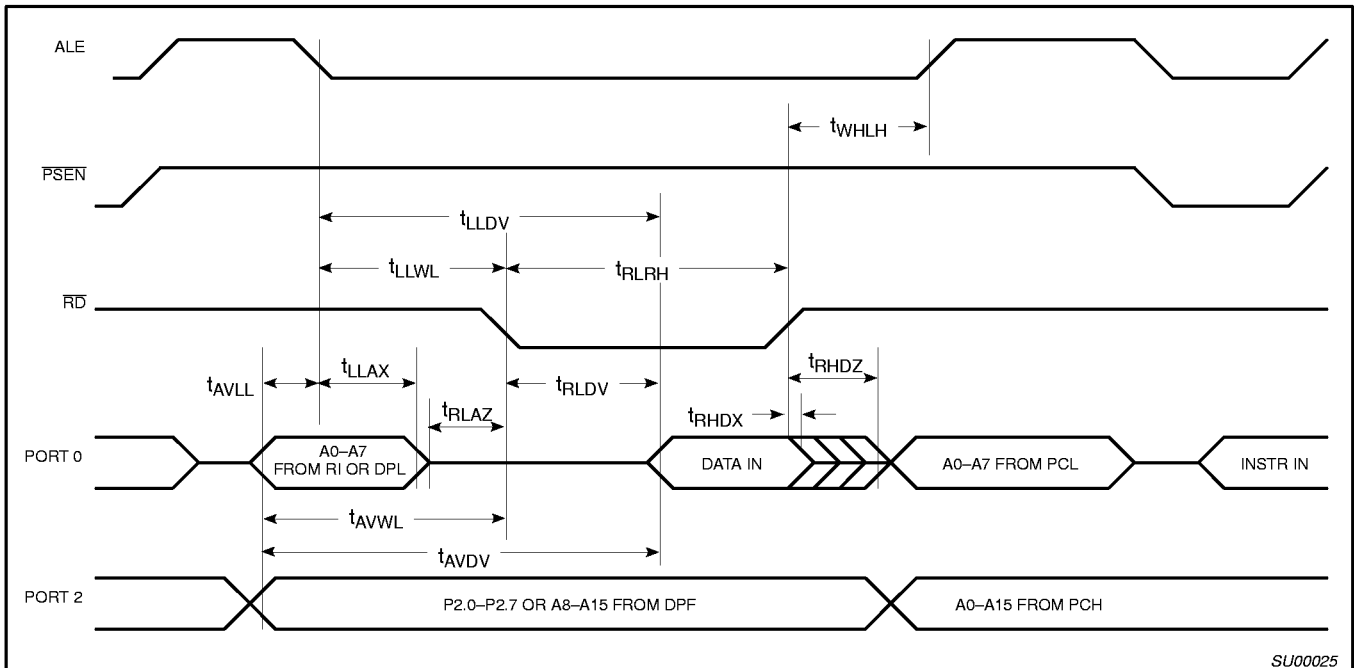 ALE
tWHLH
PSEN
tLLDV
tLLWL
tRLRH
RD
tAVLL
tLLAX
tRLAZ
tRLDV
tRHDZ
tRHDX
PORT 0
A0–A7
FROM RI OR DPL
DATA IN
A0–A7 FROM PCL
INSTR IN
tAVWL
tAVDV
PORT 2
P2.0–P2.7 OR A8–A15 FROM DPF
A0–A15 FROM PCH
SU00025